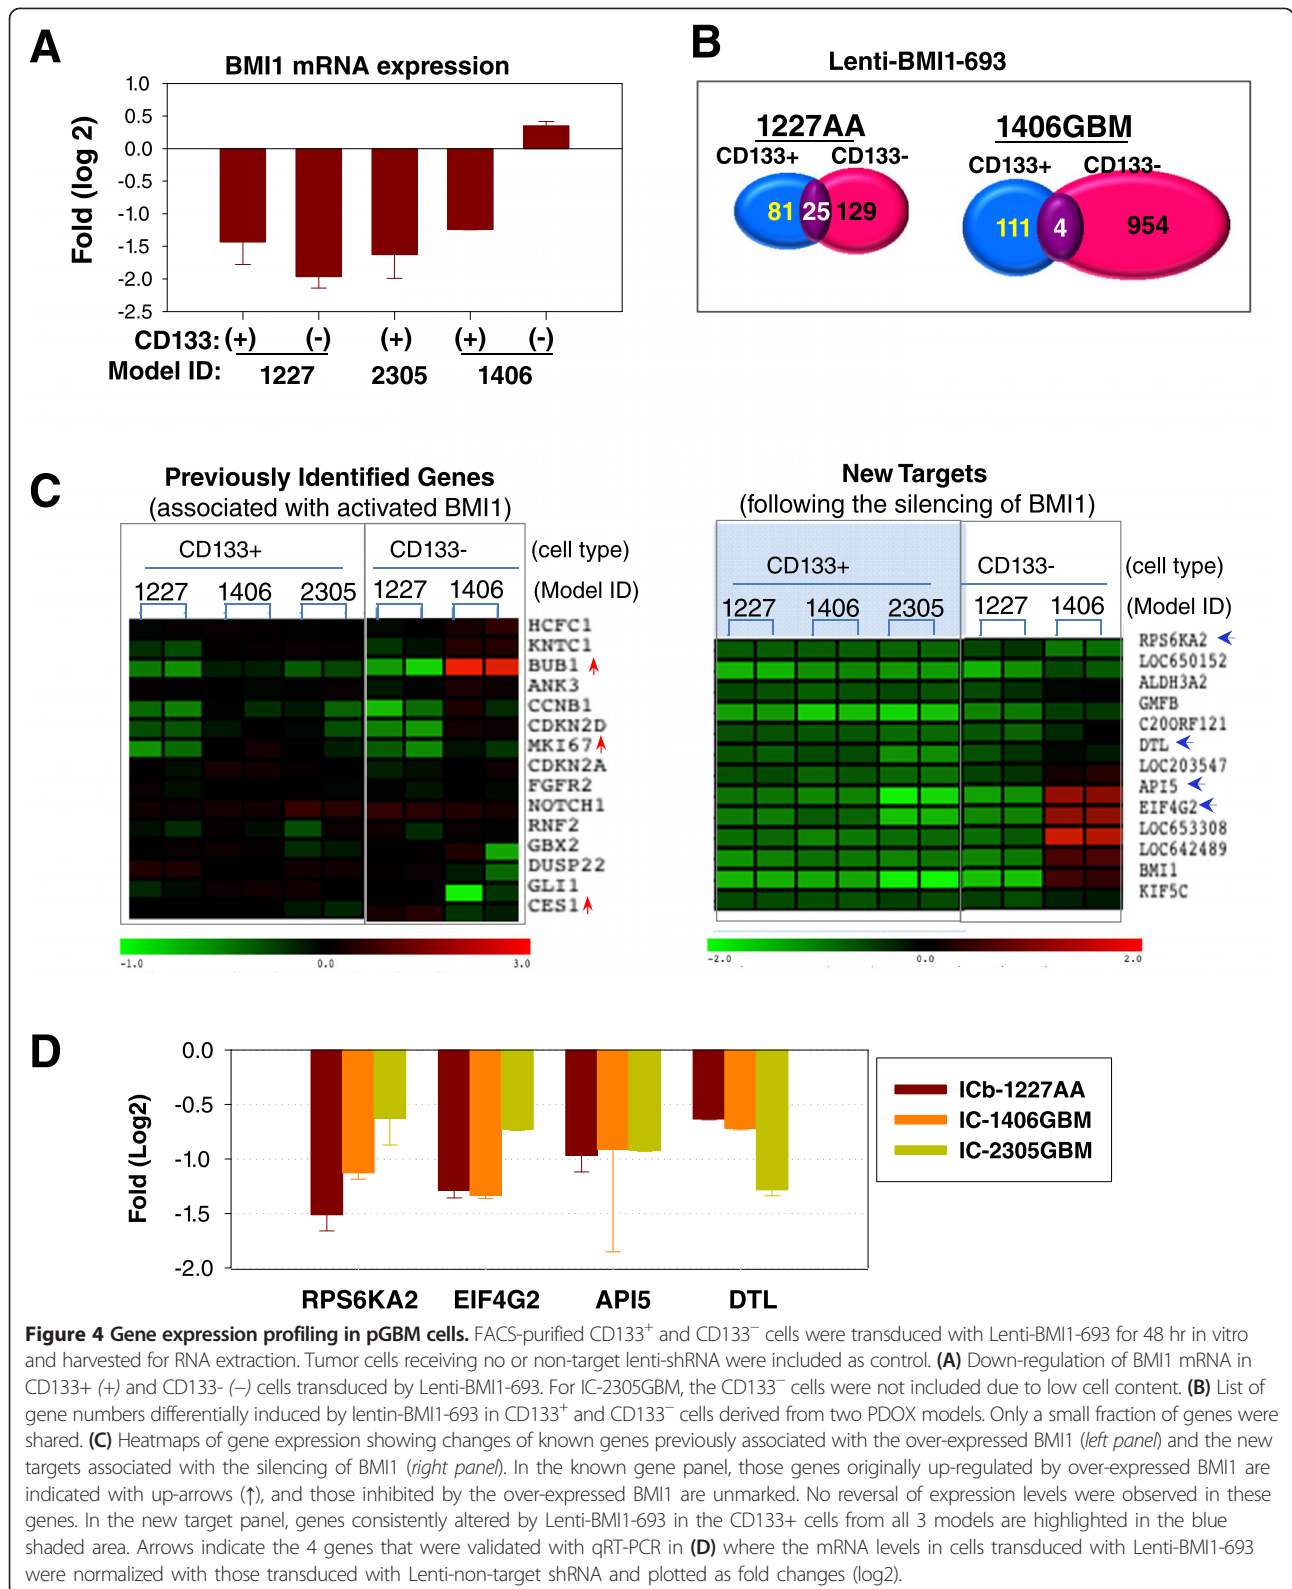 A
BMI1 mRNA expression
Fold (log 2)
1.0
0.5
0.0
-0.5
-1.0
-1.5
-2.0
-2.5
CD133: (+) (-) (+) (+) (-)
Model ID: 1227 2305 1406
B
Lenti-BMI1-693
1227AA
CD133+ CD133-
81 25 129
1406GBM
CD133+ CD133-
111 4 954
C
Previously Identified Genes
(associated with activated BMI1)
CD133+ CD133- (cell type)
1227 1406 2305 1227 1406 (Model ID)
HCFC1
KNTC1
BUB1
ANK3
CCNB1
CDKN2D
MKI67
CDKN2A
FGFR2
NOTCH1
RNF2
GBX2
DUSP22
GLI1
CES1
-1.0 0.0 3.0
New Targets
(following the silencing of BMI1)
CD133+ CD133- (cell type)
1227 1406 2305 1227 1406 (Model ID)
RPS6KA2
LOC650152
ALDH3A2
GMFB
C20ORF121
DTL
LOC203547
API5
EIF4G2
LOC653308
LOC642489
BMI1
KIF5C
-2.0 0.0 2.0
D
Fold (Log2)
0.0
-0.5
-1.0
-1.5
-2.0
RPS6KA2 EIF4G2 API5 DTL
ICb-1227AA
IC-1406GBM
IC-2305GBM
Figure 4 Gene expression profiling in pGBM cells. FACS-purified CD133⁺ and CD133⁻ cells were transduced with Lenti-BMI1-693 for 48 hr in vitro
and harvested for RNA extraction. Tumor cells receiving no or non-target lenti-shRNA were included as control. (A) Down-regulation of BMI1 mRNA in
CD133+ (+) and CD133- (−) cells transduced by Lenti-BMI1-693. For IC-2305GBM, the CD133⁻ cells were not included due to low cell content. (B) List of
gene numbers differentially induced by lentin-BMI1-693 in CD133⁺ and CD133⁻ cells derived from two PDOX models. Only a small fraction of genes were
shared. (C) Heatmaps of gene expression showing changes of known genes previously associated with the over-expressed BMI1 (left panel) and the new
targets associated with the silencing of BMI1 (right panel). In the known gene panel, those genes originally up-regulated by over-expressed BMI1 are
indicated with up-arrows (↑), and those inhibited by the over-expressed BMI1 are unmarked. No reversal of expression levels were observed in these
genes. In the new target panel, genes consistently altered by Lenti-BMI1-693 in the CD133+ cells from all 3 models are highlighted in the blue
shaded area. Arrows indicate the 4 genes that were validated with qRT-PCR in (D) where the mRNA levels in cells transduced with Lenti-BMI1-693
were normalized with those transduced with Lenti-non-target shRNA and plotted as fold changes (log2).